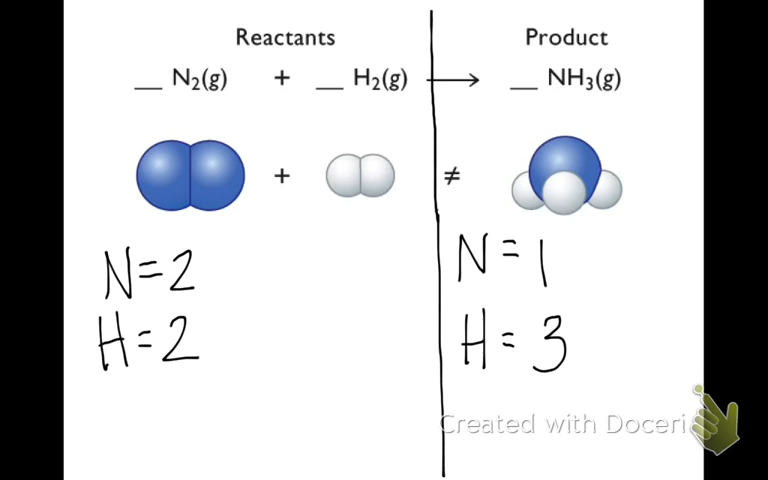 Reactants Product
__ N2(g) + __ H2(g) ⟶ __ NH3(g)
+ ≠
N=2 N = 1
H=2 H = 3
Created with Doceri